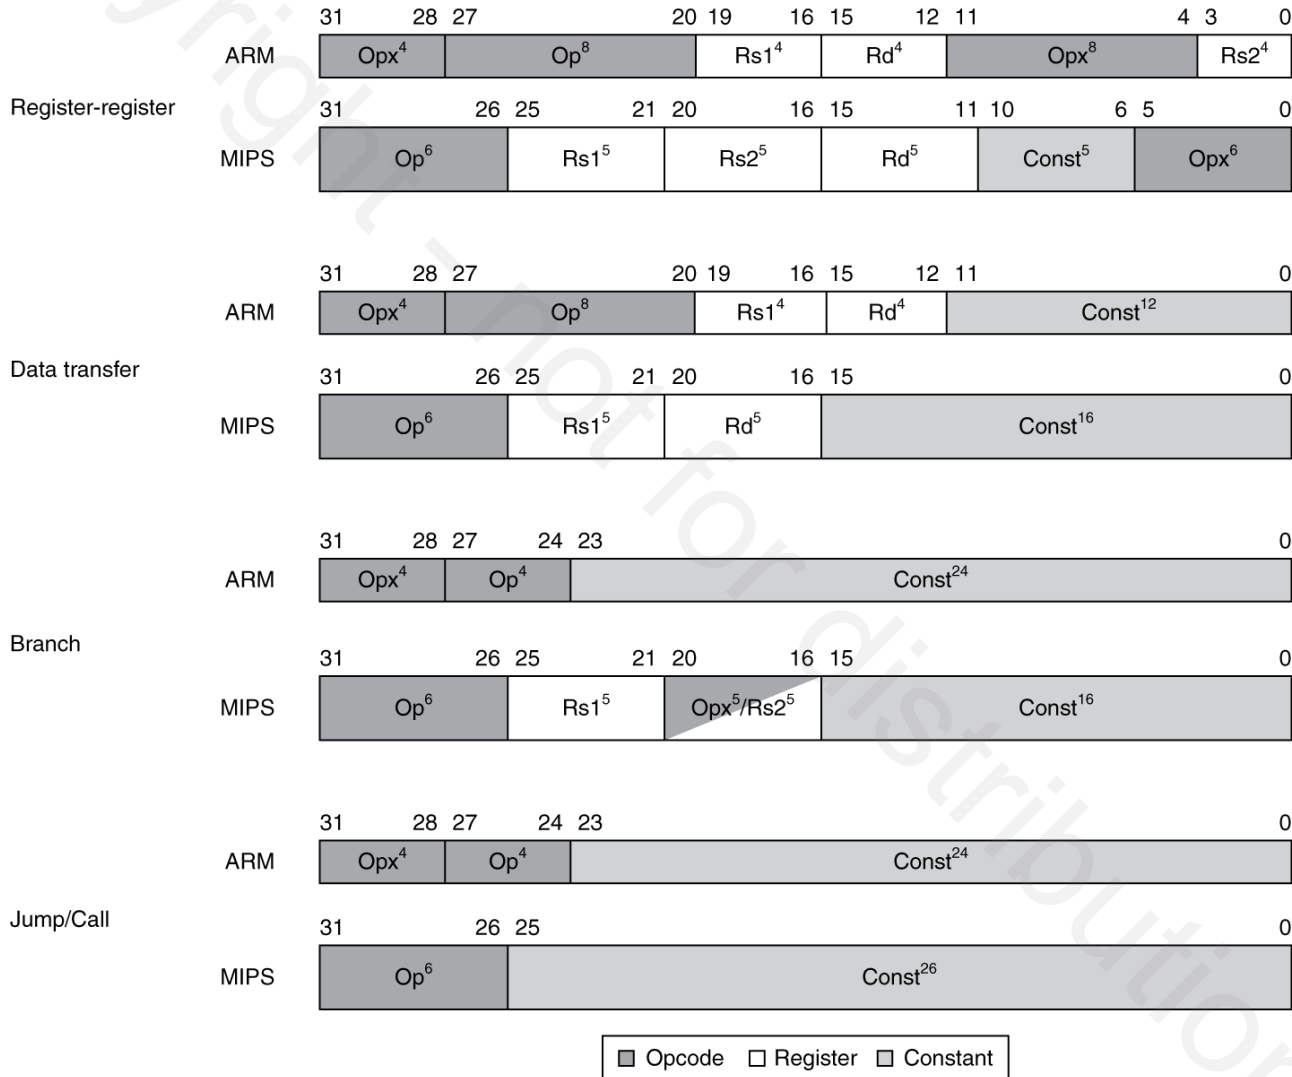 31 28 27 20 19 16 15 12 11 4 3 0
ARM Opx⁴ Op⁸ Rs1⁴ Rd⁴ Opx⁸ Rs2⁴
Register-register
31 26 25 21 20 16 15 11 10 6 5 0
MIPS Op⁶ Rs1⁵ Rs2⁵ Rd⁵ Const⁵ Opx⁶
31 28 27 20 19 16 15 12 11 0
ARM Opx⁴ Op⁸ Rs1⁴ Rd⁴ Const¹²
Data transfer
31 26 25 21 20 16 15 0
MIPS Op⁶ Rs1⁵ Rd⁵ Const¹⁶
31 28 27 24 23 0
ARM Opx⁴ Op⁴ Const²⁴
Branch
31 26 25 21 20 16 15 0
MIPS Op⁶ Rs1⁵ Opx⁵/Rs2⁵ Const¹⁶
31 28 27 24 23 0
ARM Opx⁴ Op⁴ Const²⁴
Jump/Call
31 26 25 0
MIPS Op⁶ Const²⁶
Opcode Register Constant
yright - not for distribution